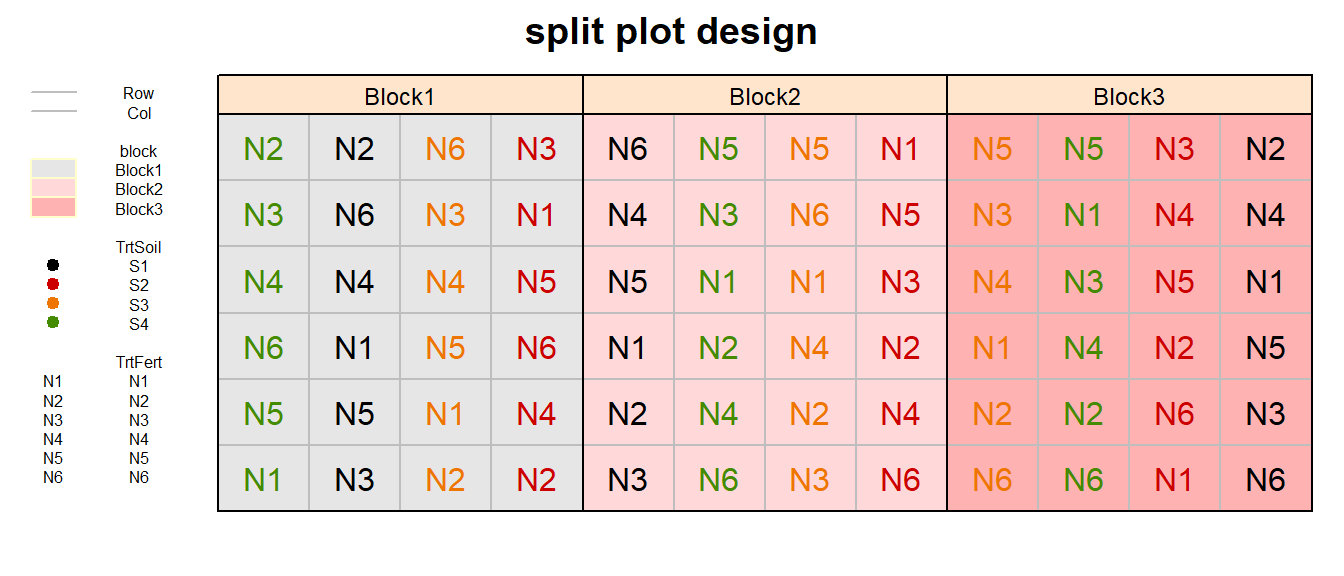 split plot design
Row
Col
block
Block1
Block2
Block3
TrtSoil
S1
S2
S3
S4
TrtFert
N1 N1
N2 N2
N3 N3
N4 N4
N5 N5
N6 N6
Block1 Block2 Block3
N2 N2 N6 N3 N6 N5 N5 N1 N5 N5 N3 N2
N3 N6 N3 N1 N4 N3 N6 N5 N3 N1 N4 N4
N4 N4 N4 N5 N5 N1 N1 N3 N4 N3 N5 N1
N6 N1 N5 N6 N1 N2 N4 N2 N1 N4 N2 N5
N5 N5 N1 N4 N2 N4 N2 N4 N2 N2 N6 N3
N1 N3 N2 N2 N3 N6 N3 N6 N6 N6 N1 N6